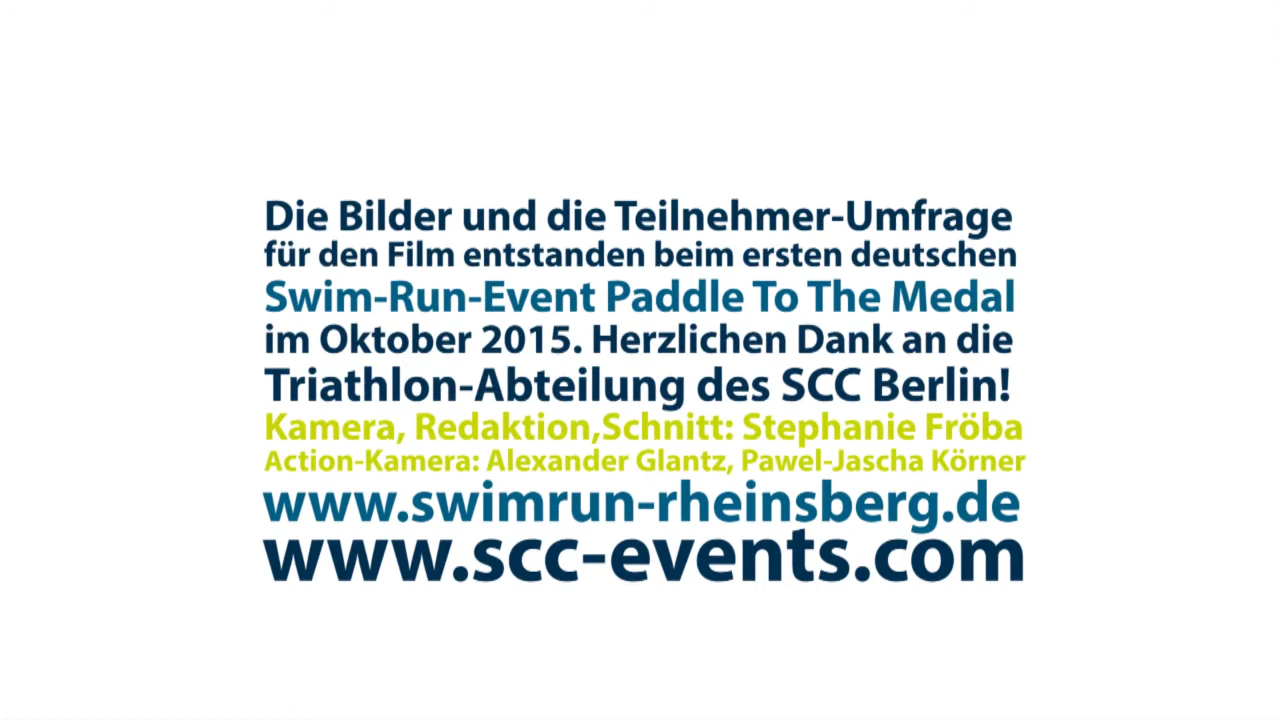 Die Bilder und die Teilnehmer-Umfrage
für den Film entstanden beim ersten deutschen
Swim-Run-Event Paddle To The Medal
im Oktober 2015. Herzlichen Dank an die
Triathlon-Abteilung des SCC Berlin!
Kamera, Redaktion,Schnitt: Stephanie Fröba
Action-Kamera: Alexander Glantz, Pawel-Jascha Körner
www.swimrun-rheinsberg.de
www.scc-events.com